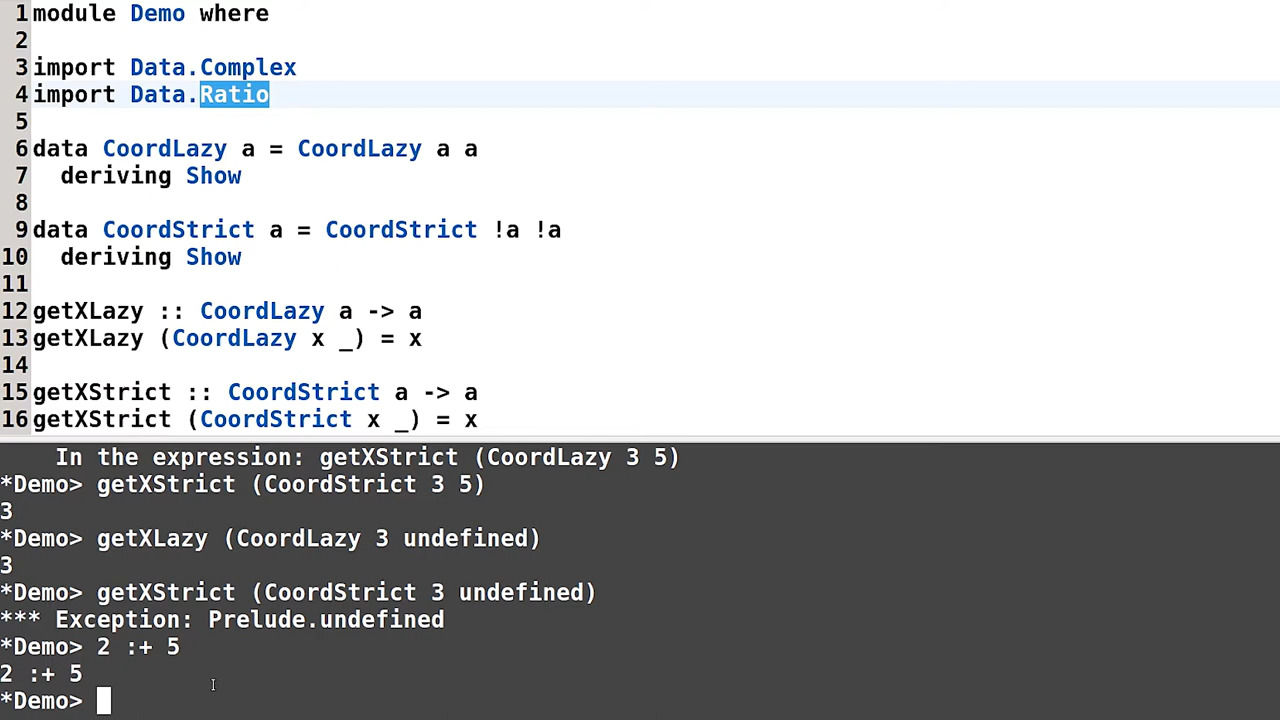 1 module Demo where
2
3 import Data.Complex
4 import Data.Ratio
5
6 data CoordLazy a = CoordLazy a a
7   deriving Show
8
9 data CoordStrict a = CoordStrict !a !a
10   deriving Show
11
12 getXLazy :: CoordLazy a -> a
13 getXLazy (CoordLazy x _) = x
14
15 getXStrict :: CoordStrict a -> a
16 getXStrict (CoordStrict x _) = x
    In the expression: getXStrict (CoordLazy 3 5)
*Demo> getXStrict (CoordStrict 3 5)
3
*Demo> getXLazy (CoordLazy 3 undefined)
3
*Demo> getXStrict (CoordStrict 3 undefined)
*** Exception: Prelude.undefined
*Demo> 2 :+ 5
2 :+ 5
*Demo>